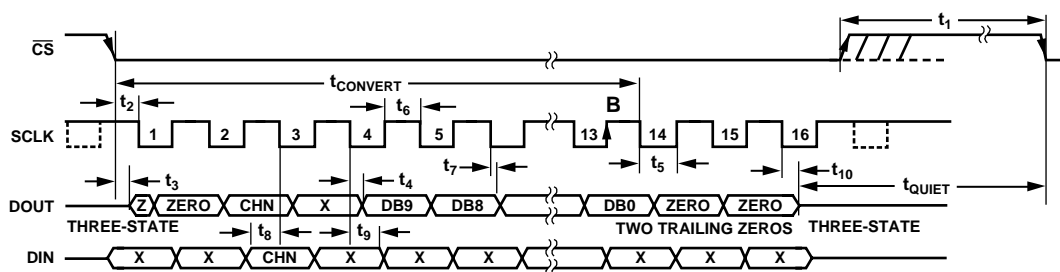 t1
CS
tCONVERT
t2
t6
B
SCLK
1 2 3 4 5 13 14 15 16
t7
t5
t10
t3
t4
tQUIET
DOUT
Z ZERO CHN X DB9 DB8 DB0 ZERO ZERO
THREE-STATE
TWO TRAILING ZEROS
THREE-STATE
t8
t9
DIN
X X CHN X X X X X X